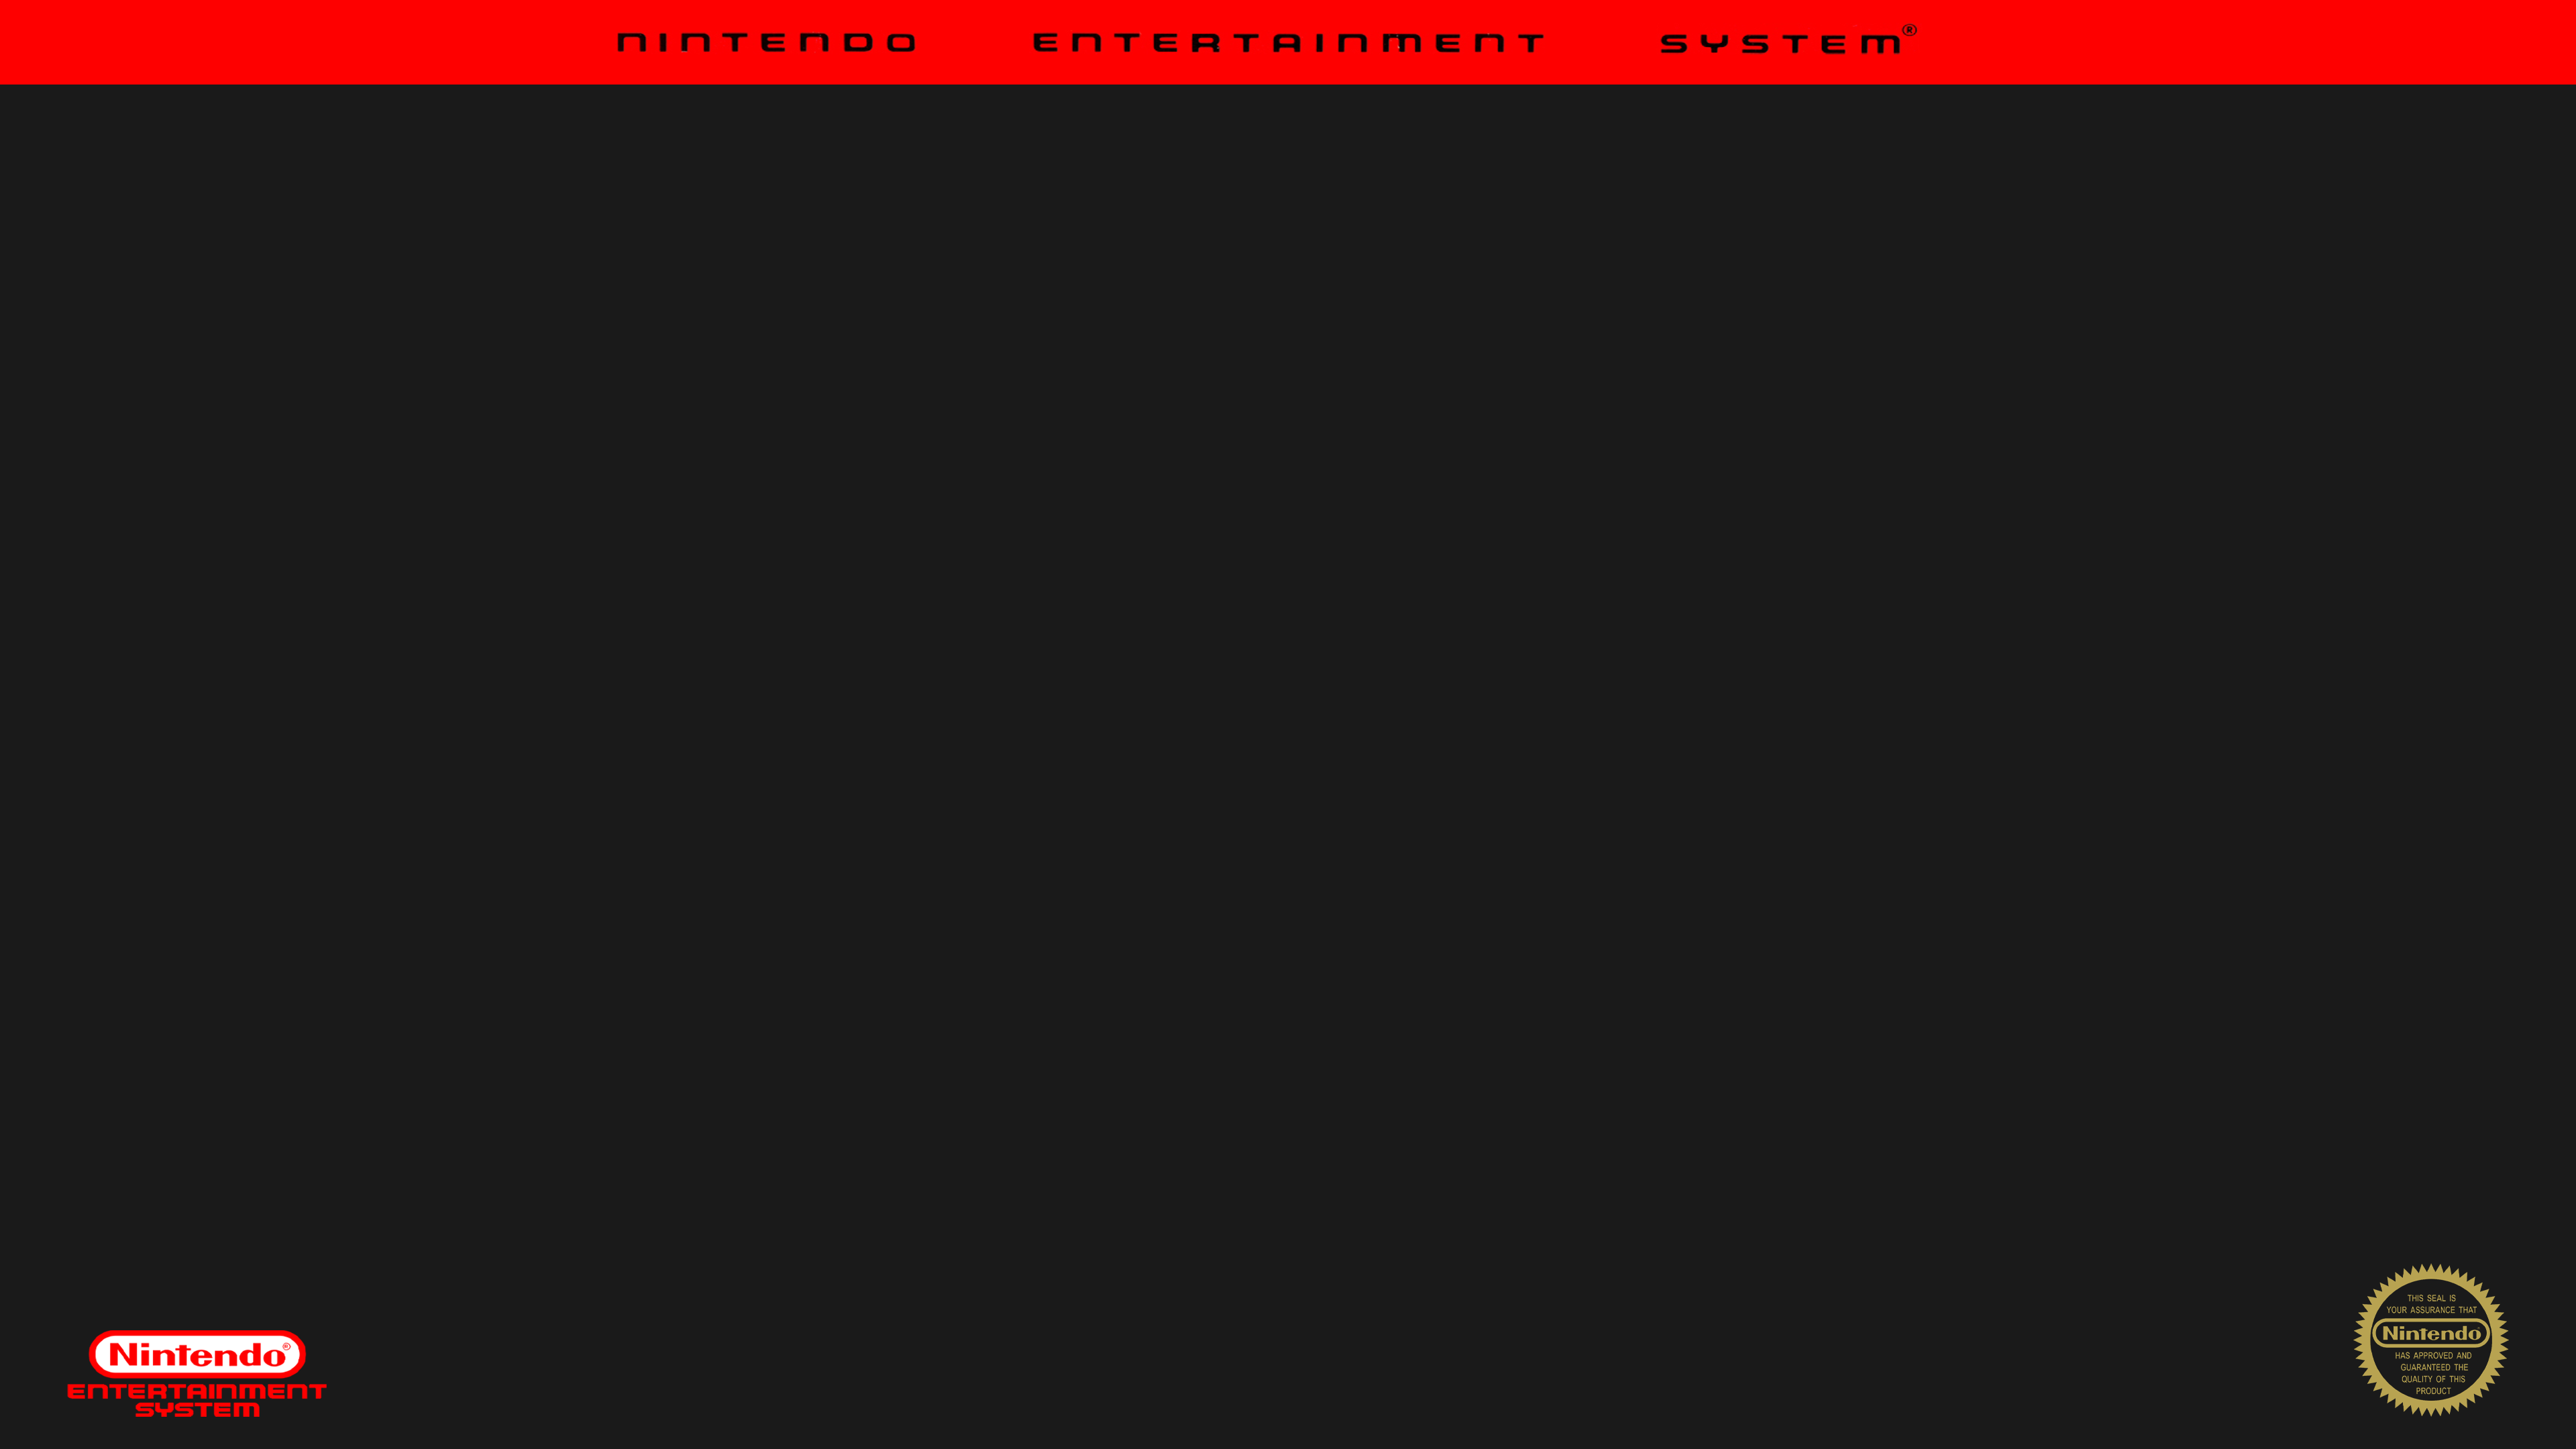 NINTENDO ENTERTAINMENT SYSTEM®
Nintendo®
ENTERTAINMENT
SYSTEM
THIS SEAL IS
YOUR ASSURANCE THAT
Nintendo
HAS APPROVED AND
GUARANTEED THE
QUALITY OF THIS
PRODUCT